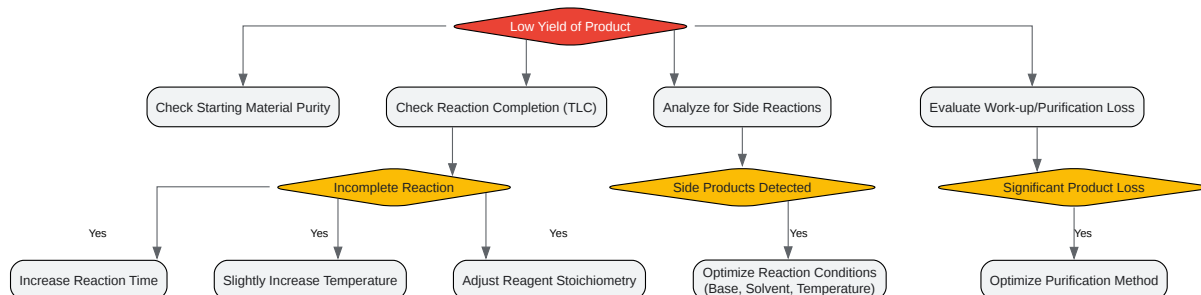 Low Yield of Product
Check Starting Material Purity
Check Reaction Completion (TLC)
Analyze for Side Reactions
Evaluate Work-up/Purification Loss
Incomplete Reaction
Side Products Detected
Significant Product Loss
Yes
Yes
Yes
Yes
Yes
Increase Reaction Time
Slightly Increase Temperature
Adjust Reagent Stoichiometry
Optimize Reaction Conditions
(Base, Solvent, Temperature)
Optimize Purification Method